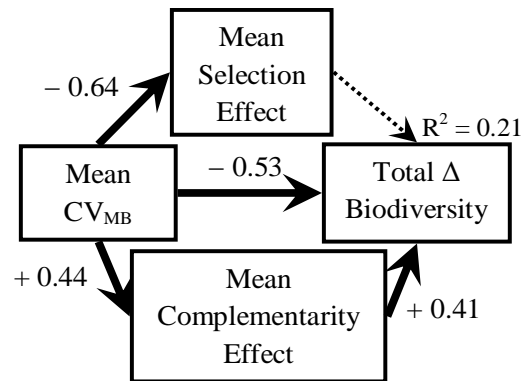 Mean
Selection
Effect
− 0.64
R² = 0.21
Mean
CV_MB
− 0.53
Total Δ
Biodiversity
+ 0.44
Mean
Complementarity
Effect
+ 0.41